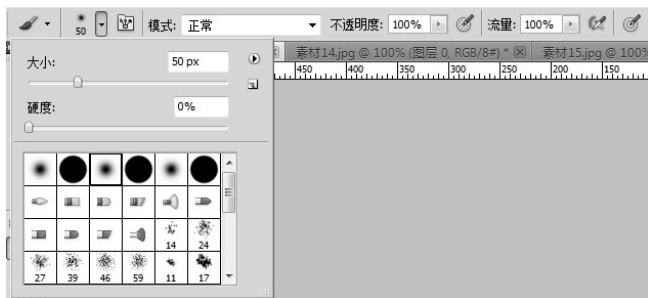 50 模式: 正常 不透明度: 100% 流量: 100%
大小: 50 px
素材14.jpg @ 100% (图层 0, RGB/8#) * 素材15.jpg @ 100%
450 400 350 300 250 200 150
硬度: 0%
14 24
27 39 46 59 11 17